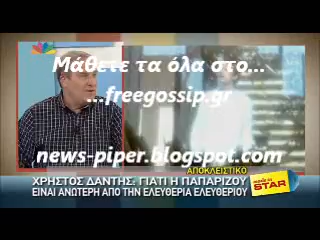 Μάθετε τα όλα στο...
...freegossip.gr
news-piper.blogspot.com
ΑΠΟΚΛΕΙΣΤΙΚΟ
ΧΡΗΣΤΟΣ ΔΑΝΤΗΣ: ΓΙΑΤΙ Η ΠΑΠΑΡΙΖΟΥ
ΕΙΝΑΙ ΑΝΩΤΕΡΗ ΑΠΟ ΤΗΝ ΕΛΕΥΘΕΡΙΑ ΕΛΕΥΘΕΡΙΟΥ
STAR